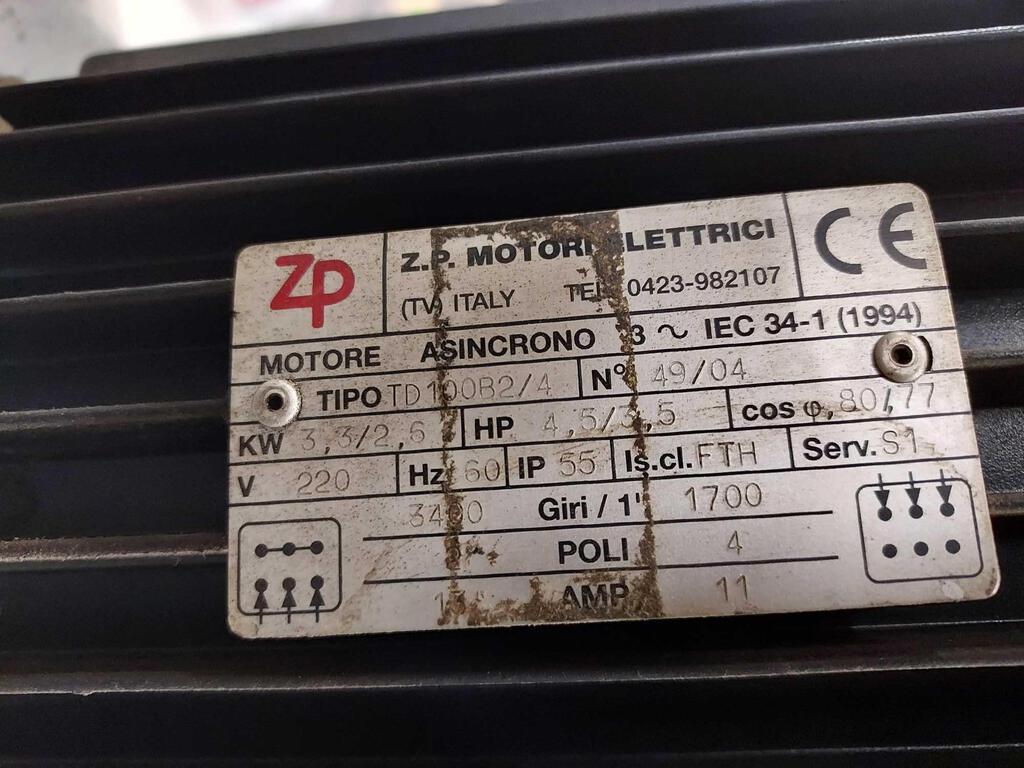 ZP
Z.P. MOTORI ELETTRICI
(TV) ITALY TEL. 0423-982107
CE
MOTORE ASINCRONO 3 ~ IEC 34-1 (1994)
TIPO TD100B2/4 N° 49/04
KW 3,3/2,6 HP 4,5/3,5 cos φ,80/,77
V 220 Hz 60 IP 55 Is.cl. FTH Serv. S1
3400 Giri / 1' 1700
2 POLI 4
AMP 11